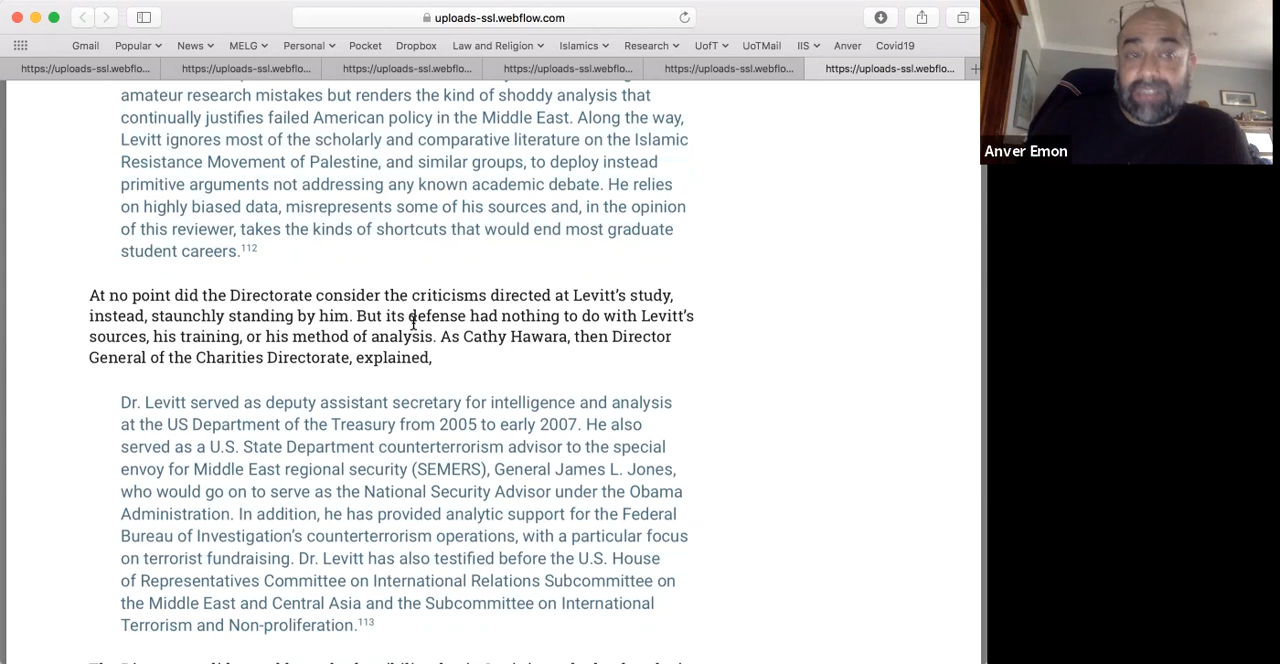 uploads-ssl.webflow.com
Gmail Popular News MELG Personal Pocket Dropbox Law and Religion Islamics Research UofT UoTMail IIS Anver Covid19
https://uploads-ssl.webflo... https://uploads-ssl.webflo... https://uploads-ssl.webflo... https://uploads-ssl.webflo... https://uploads-ssl.webflo... https://uploads-ssl.webflo...
amateur research mistakes but renders the kind of shoddy analysis that
continually justifies failed American policy in the Middle East. Along the way,
Levitt ignores most of the scholarly and comparative literature on the Islamic
Resistance Movement of Palestine, and similar groups, to deploy instead
primitive arguments not addressing any known academic debate. He relies
on highly biased data, misrepresents some of his sources and, in the opinion
of this reviewer, takes the kinds of shortcuts that would end most graduate
student careers.112
At no point did the Directorate consider the criticisms directed at Levitt’s study,
instead, staunchly standing by him. But its defense had nothing to do with Levitt’s
sources, his training, or his method of analysis. As Cathy Hawara, then Director
General of the Charities Directorate, explained,
Dr. Levitt served as deputy assistant secretary for intelligence and analysis
at the US Department of the Treasury from 2005 to early 2007. He also
served as a U.S. State Department counterterrorism advisor to the special
envoy for Middle East regional security (SEMERS), General James L. Jones,
who would go on to serve as the National Security Advisor under the Obama
Administration. In addition, he has provided analytic support for the Federal
Bureau of Investigation’s counterterrorism operations, with a particular focus
on terrorist fundraising. Dr. Levitt has also testified before the U.S. House
of Representatives Committee on International Relations Subcommittee on
the Middle East and Central Asia and the Subcommittee on International
Terrorism and Non-proliferation.113
Anver Emon